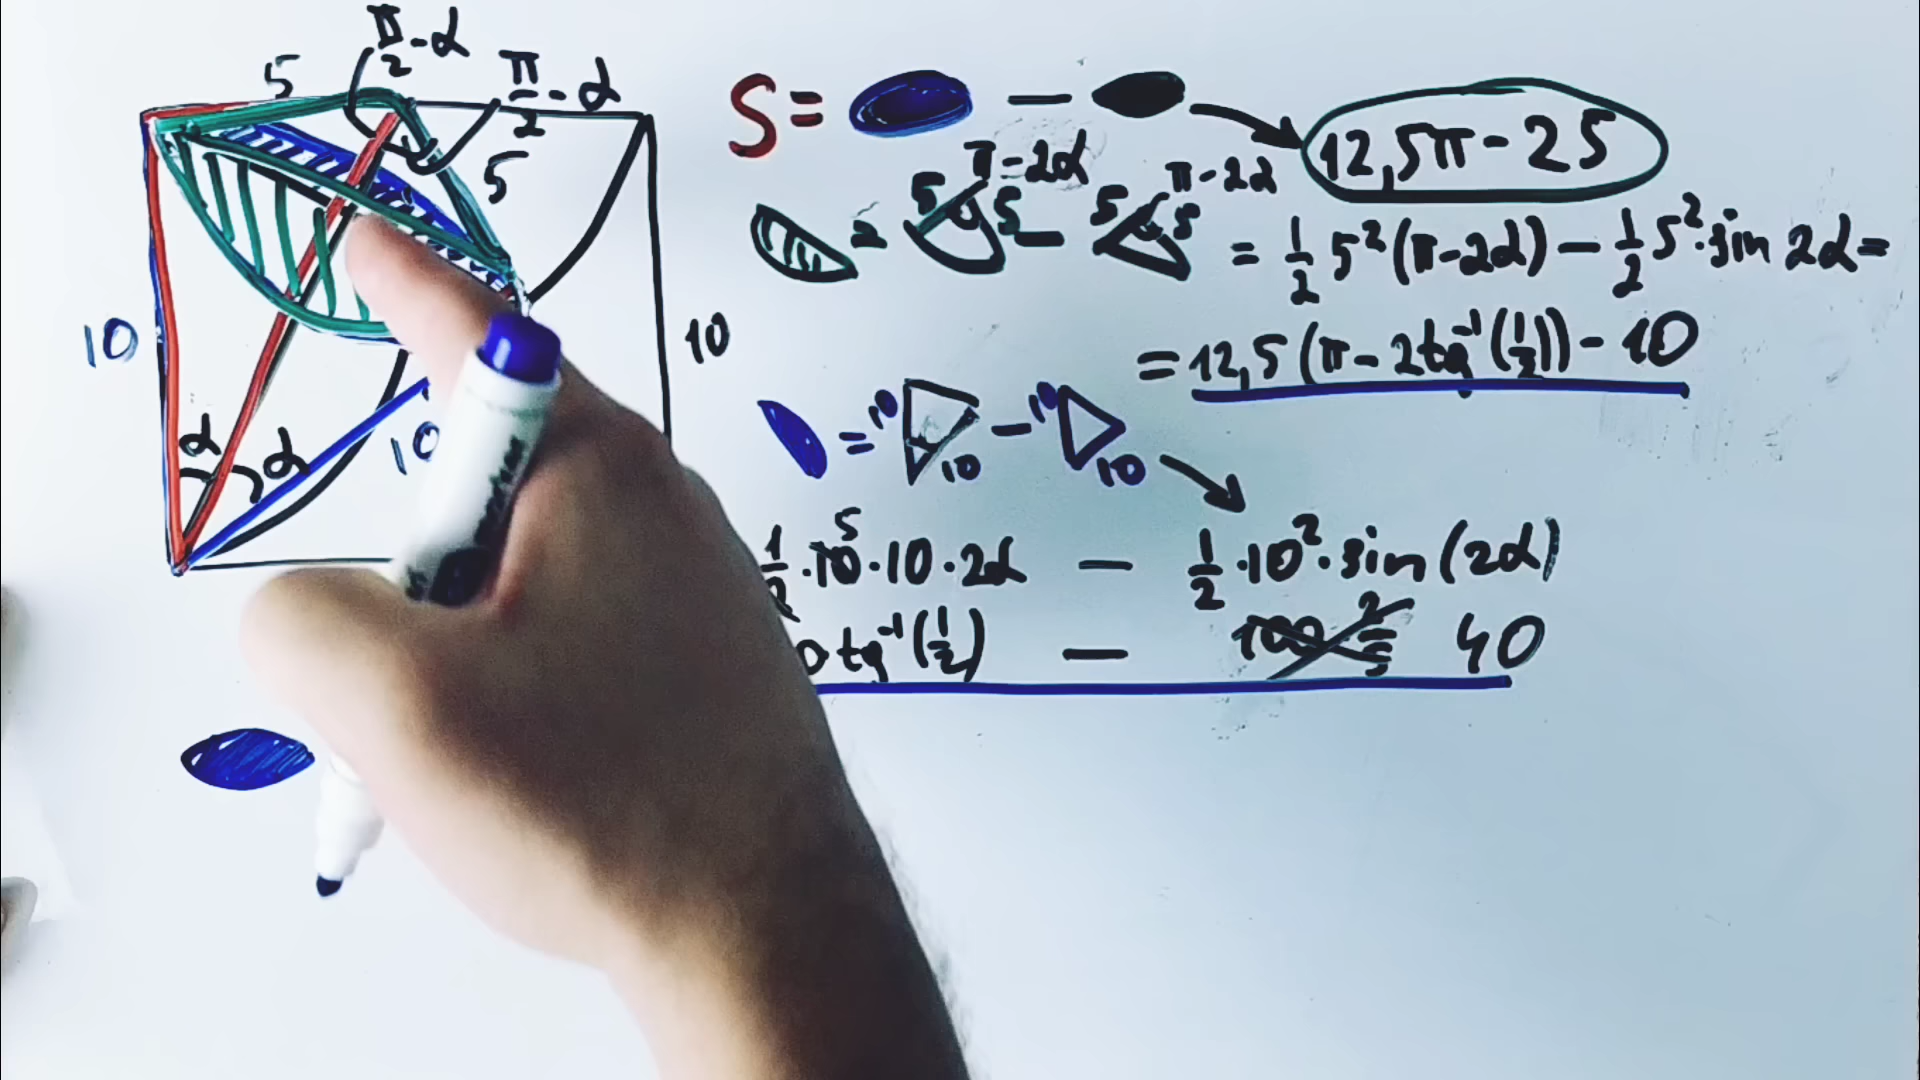 π/2-α
5
π/2-α
5
10
10
α
α
10
S= — → 12,5π-25
= 5 5 π-2α — 5 5 π-2α = 1/2 5²(π-2α) - 1/2 5²·sin 2α=
= 12,5(π-2tg⁻¹(1/2))-10
= 10 10 - 10 10
1/2·10·10·2α — 1/2·10²·sin(2α)
5
0 tg⁻¹(1/2) — 40